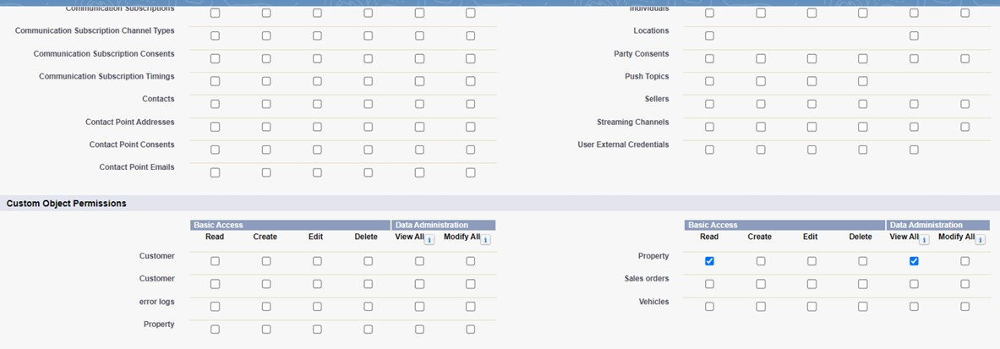 Communication Subscriptions
Individuals
Communication Subscription Channel Types
Locations
Communication Subscription Consents
Party Consents
Communication Subscription Timings
Push Topics
Contacts
Sellers
Contact Point Addresses
Streaming Channels
Contact Point Consents
User External Credentials
Contact Point Emails
Custom Object Permissions
Basic Access Data Administration
Basic Access Data Administration
Read Create Edit Delete View All i Modify All i
Read Create Edit Delete View All i Modify All i
Customer
Property
Customer
Sales orders
error logs
Vehicles
Property